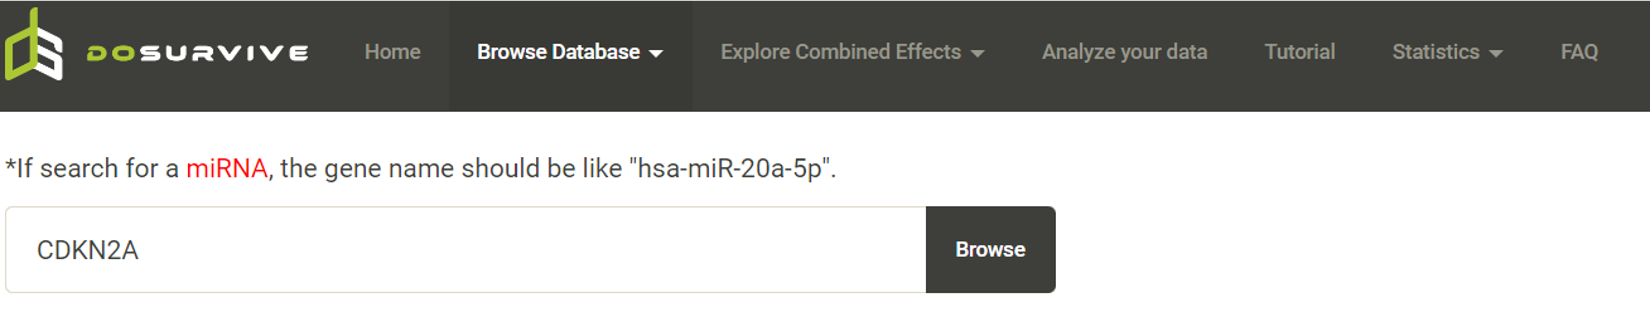 DOSURVIVE Home Browse Database Explore Combined Effects Analyze your data Tutorial Statistics FAQ
*If search for a miRNA, the gene name should be like "hsa-miR-20a-5p".
CDKN2A Browse